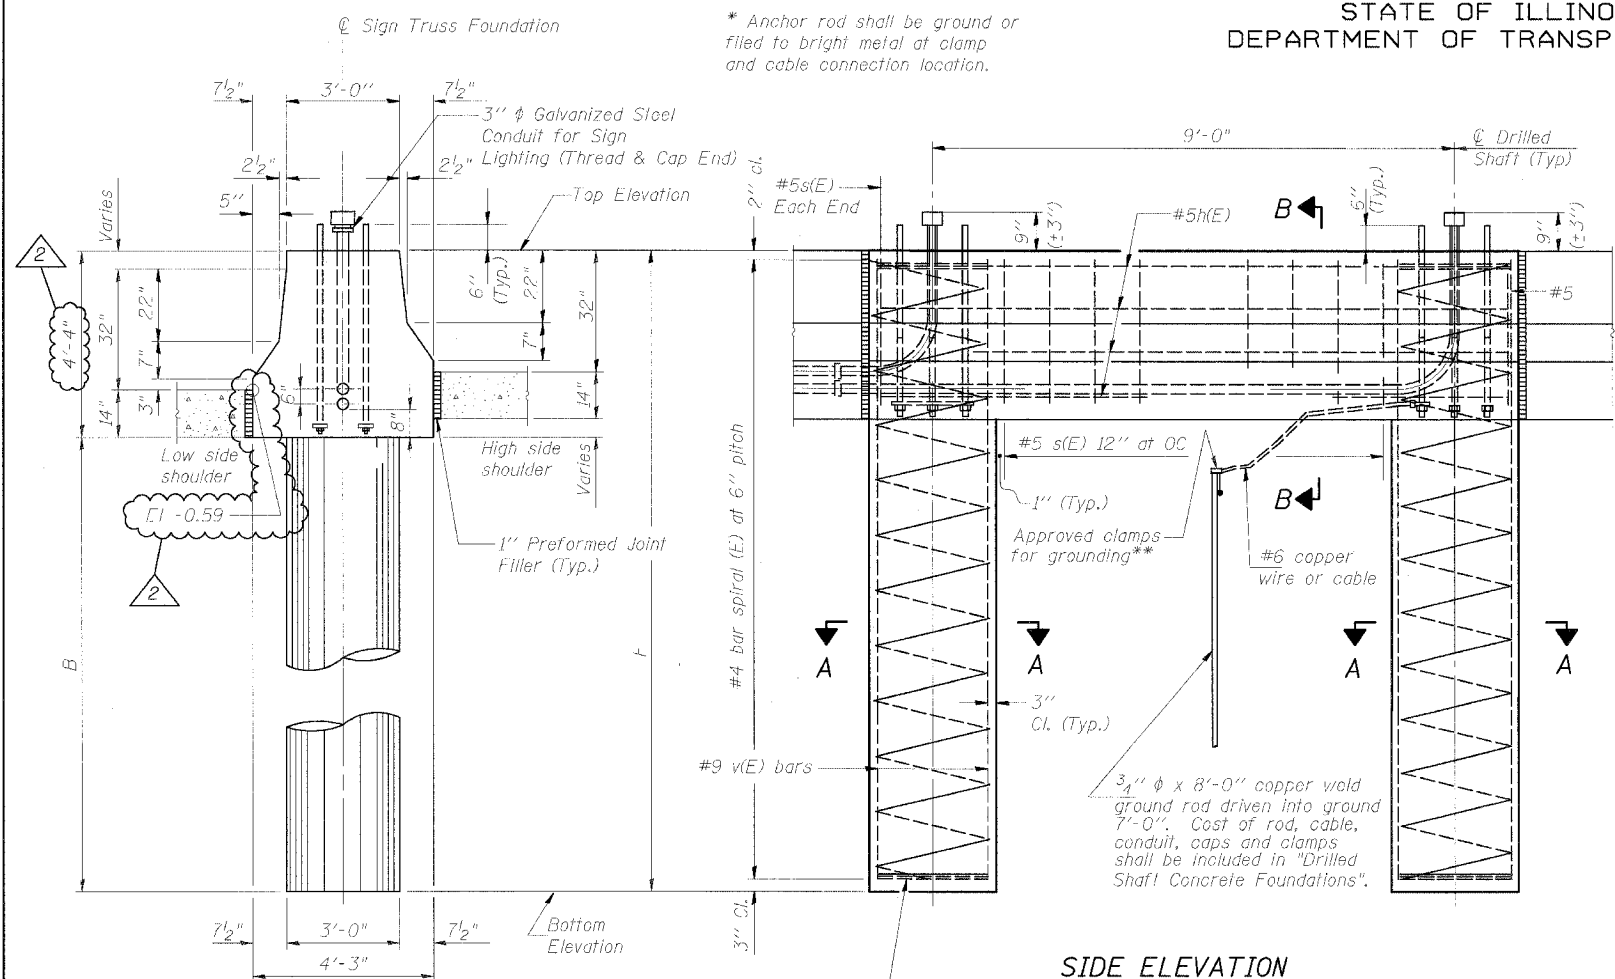 STATE OF ILLINO
DEPARTMENT OF TRANSP
℄ Sign Truss Foundation
* Anchor rod shall be ground or
filed to bright metal at clamp
and cable connection location.
7½"
3'-0"
7½"
3" ϕ Galvanized Steel
Conduit for Sign
Lighting (Thread & Cap End)
2½"
2½"
5"
Varies
Top Elevation
2
4'-4"
32"
22"
7"
3"
14"
6"
(Typ.)
22"
7"
32"
14"
6"
8"
Low side
shoulder
High side
shoulder
Varies
El -0.59
2
1" Preformed Joint
Filler (Typ.)
B
F
7½"
3'-0"
7½"
4'-3"
Bottom
Elevation
2" cl.
#4 bar spiral (E) at 6" pitch
3" Cl.
9'-0"
℄ Drilled
Shaft (Typ)
#5s(E)
Each End
#5h(E)
9"
(±3")
B
6"
(Typ.)
9"
(±3")
#5
#5 s(E) 12" at OC
1" (Typ.)
Approved clamps
for grounding**
B
#6 copper
wire or cable
A
A
A
A
3"
Cl. (Typ.)
#9 v(E) bars
¾" ϕ x 8'-0" copper weld
ground rod driven into ground
7'-0". Cost of rod, cable,
conduit, caps and clamps
shall be included in "Drilled
Shaft Concrete Foundations".
SIDE ELEVATION